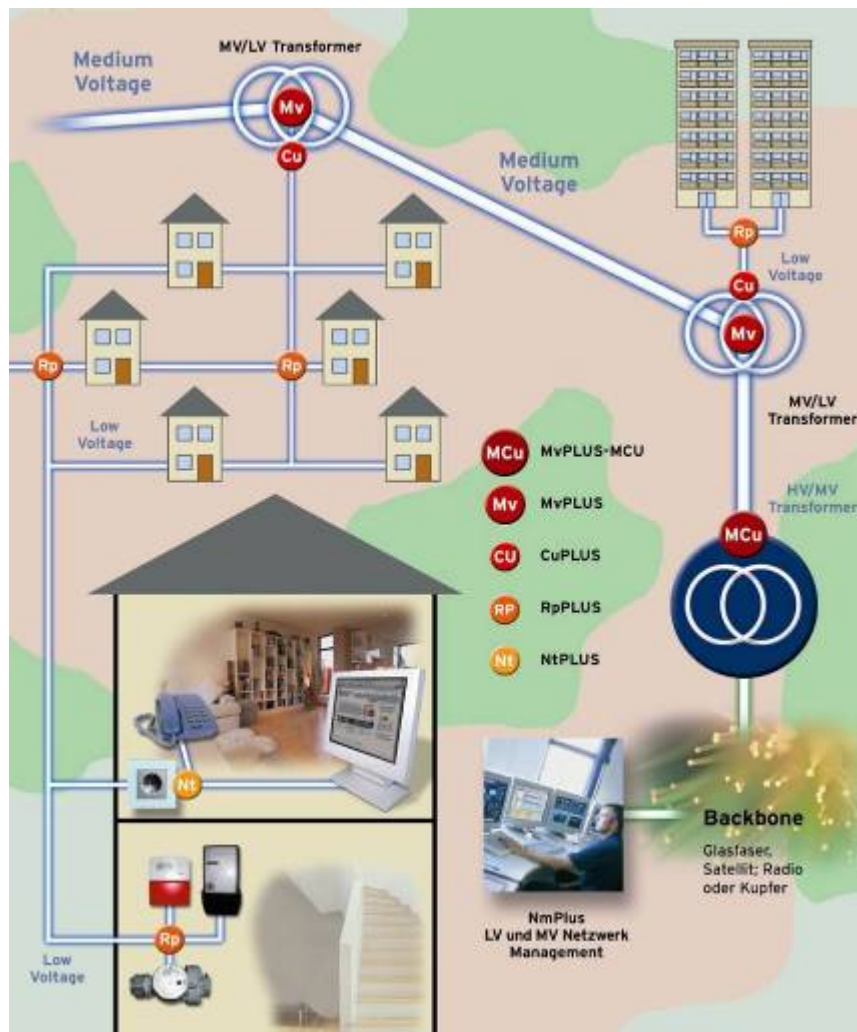 MV/LV Transformer
Medium
Voltage
Mv
Cu
Medium
Voltage
Rp
Low
Voltage
Cu
Mv
Rp
Rp
MV/LV
Transformer
Low
Voltage
MCu MvPLUS-MCU
HV/MV
Transformer
Mv MvPLUS
MCu
CU CuPLUS
RP RpPLUS
Nt NtPLUS
Nt
Backbone
Glasfaser,
Satellit; Radio
oder Kupfer
NmPlus
LV und MV Netzwerk
Management
Rp
Low
Voltage